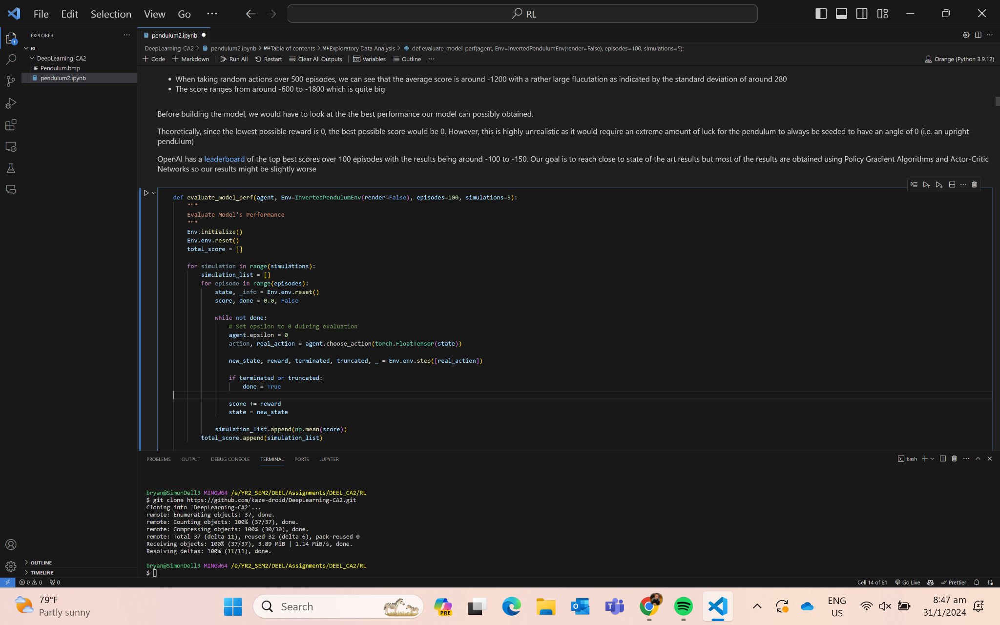 File Edit Selection View Go ··· RL
EXPLORER ···
RL
DeepLearning-CA2
Pendulum.bmp
pendulum2.ipynb
OUTLINE
TIMELINE
pendulum2.ipynb
DeepLearning-CA2 > pendulum2.ipynb > M↓Table of contents > M↓Exploratory Data Analysis > def evaluate_model_perf(agent, Env=InvertedPendulumEnv(render=False), episodes=100, simulations=5):
+ Code + Markdown | Run All Restart Clear All Outputs | Variables Outline ··· Orange (Python 3.9.12)
• When taking random actions over 500 episodes, we can see that the average score is around -1200 with a rather large flucutation as indicated by the standard deviation of around 280
• The score ranges from around -600 to -1800 which is quite big
Before building the model, we would have to look at the the best performance our model can possibly obtained.
Theoretically, since the lowest possible reward is 0, the best possible score would be 0. However, this is highly unrealistic as it would require an extreme amount of luck for the pendulum to always be seeded to have an angle of 0 (i.e. an upright
pendulum)
OpenAI has a leaderboard of the top best scores over 100 episodes with the results being around -100 to -150. Our goal is to reach close to state of the art results but most of the results are obtained using Policy Gradient Algorithms and Actor-Critic
Networks so our results might be slightly worse
def evaluate_model_perf(agent, Env=InvertedPendulumEnv(render=False), episodes=100, simulations=5):
"""
Evaluate Model's Performance
"""
Env.initialize()
Env.env.reset()
total_score = []
for simulation in range(simulations):
simulation_list = []
for episode in range(episodes):
state, _info = Env.env.reset()
score, done = 0.0, False
while not done:
# Set epsilon to 0 duiring evaluation
agent.epsilon = 0
action, real_action = agent.choose_action(torch.FloatTensor(state))
new_state, reward, terminated, truncated, _ = Env.env.step([real_action])
if terminated or truncated:
done = True
score += reward
state = new_state
simulation_list.append(np.mean(score))
total_score.append(simulation_list)
PROBLEMS OUTPUT DEBUG CONSOLE TERMINAL PORTS JUPYTER bash
bryan@SimonDell3 MINGW64 /e/YR2_SEM2/DEEL/Assignments/DEEL_CA2/RL
$ git clone https://github.com/kaze-droid/DeepLearning-CA2.git
Cloning into 'DeepLearning-CA2'...
remote: Enumerating objects: 37, done.
remote: Counting objects: 100% (37/37), done.
remote: Compressing objects: 100% (30/30), done.
remote: Total 37 (delta 11), reused 32 (delta 6), pack-reused 0
Receiving objects: 100% (37/37), 3.89 MiB | 1.14 MiB/s, done.
Resolving deltas: 100% (11/11), done.
bryan@SimonDell3 MINGW64 /e/YR2_SEM2/DEEL/Assignments/DEEL_CA2/RL
$
0 0 0 Cell 14 of 61 Go Live Prettier
79°F
Partly sunny
Search
PRE
ENG
US
8:47 am
31/1/2024